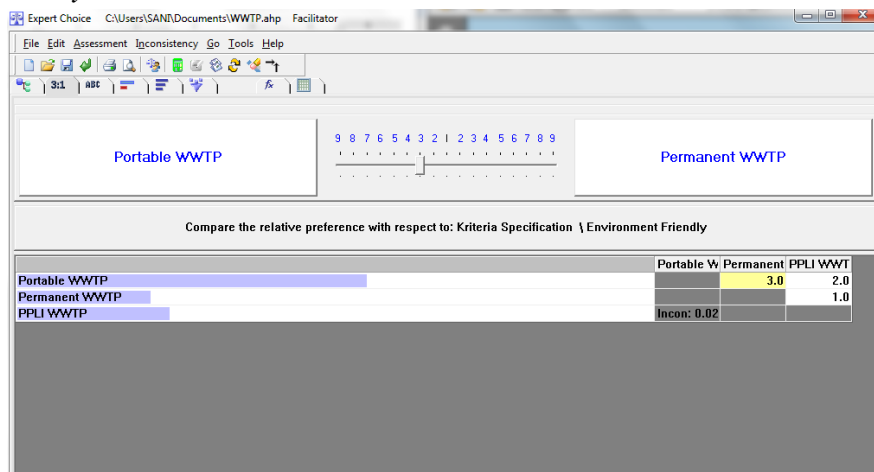 Expert Choice C:\Users\SANI\Documents\WWTP.ahp Facilitator
File Edit Assessment Inconsistency Go Tools Help
3:1 ABC fx
9 8 7 6 5 4 3 2 1 2 3 4 5 6 7 8 9
Portable WWTP Permanent WWTP
Compare the relative preference with respect to: Kriteria Specification \ Environment Friendly
Portable W Permanent PPLI WWT
Portable WWTP 3.0 2.0
Permanent WWTP 1.0
PPLI WWTP Incon: 0.02